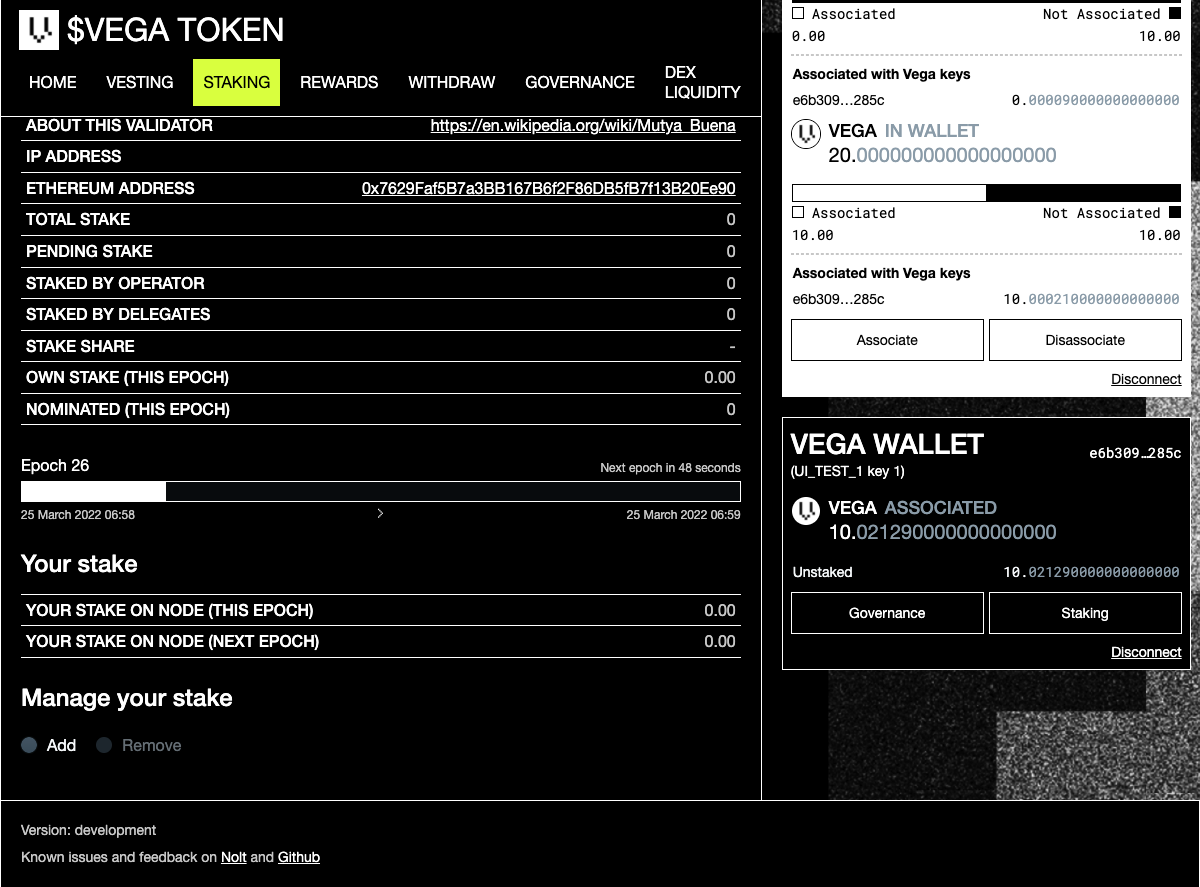 $VEGA TOKEN
HOME VESTING STAKING REWARDS WITHDRAW GOVERNANCE DEX LIQUIDITY
ABOUT THIS VALIDATOR https://en.wikipedia.org/wiki/Mutya_Buena
IP ADDRESS
ETHEREUM ADDRESS 0x7629Faf5B7a3BB167B6f2F86DB5fB7f13B20Ee90
TOTAL STAKE 0
PENDING STAKE 0
STAKED BY OPERATOR 0
STAKED BY DELEGATES 0
STAKE SHARE -
OWN STAKE (THIS EPOCH) 0.00
NOMINATED (THIS EPOCH) 0
Epoch 26 Next epoch in 48 seconds
25 March 2022 06:58 25 March 2022 06:59
Your stake
YOUR STAKE ON NODE (THIS EPOCH) 0.00
YOUR STAKE ON NODE (NEXT EPOCH) 0.00
Manage your stake
Add Remove
Associated Not Associated
0.00 10.00
Associated with Vega keys
e6b309…285c 0.000090000000000000
VEGA IN WALLET
20.000000000000000000
Associated Not Associated
10.00 10.00
Associated with Vega keys
e6b309…285c 10.000210000000000000
Associate Disassociate
Disconnect
VEGA WALLET e6b309…285c
(UI_TEST_1 key 1)
VEGA ASSOCIATED
10.021290000000000000
Unstaked 10.021290000000000000
Governance Staking
Disconnect
Version: development
Known issues and feedback on Nolt and Github